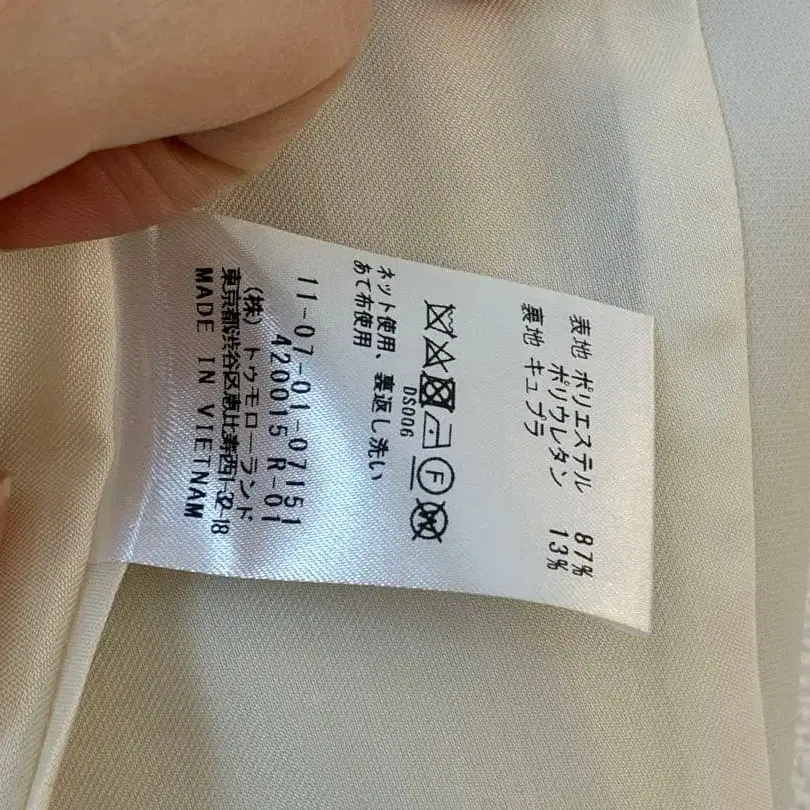 表地 ポリエステル 87%
ポリウレタン 13%
裏地 キュプラ
F W
DS006
ネット使用、裏返し洗い
あて布使用
11-07-01-07151
420015 R-01
(株) トゥモローランド
東京都渋谷区恵比寿西1-32-18
MADE IN VIETNAM